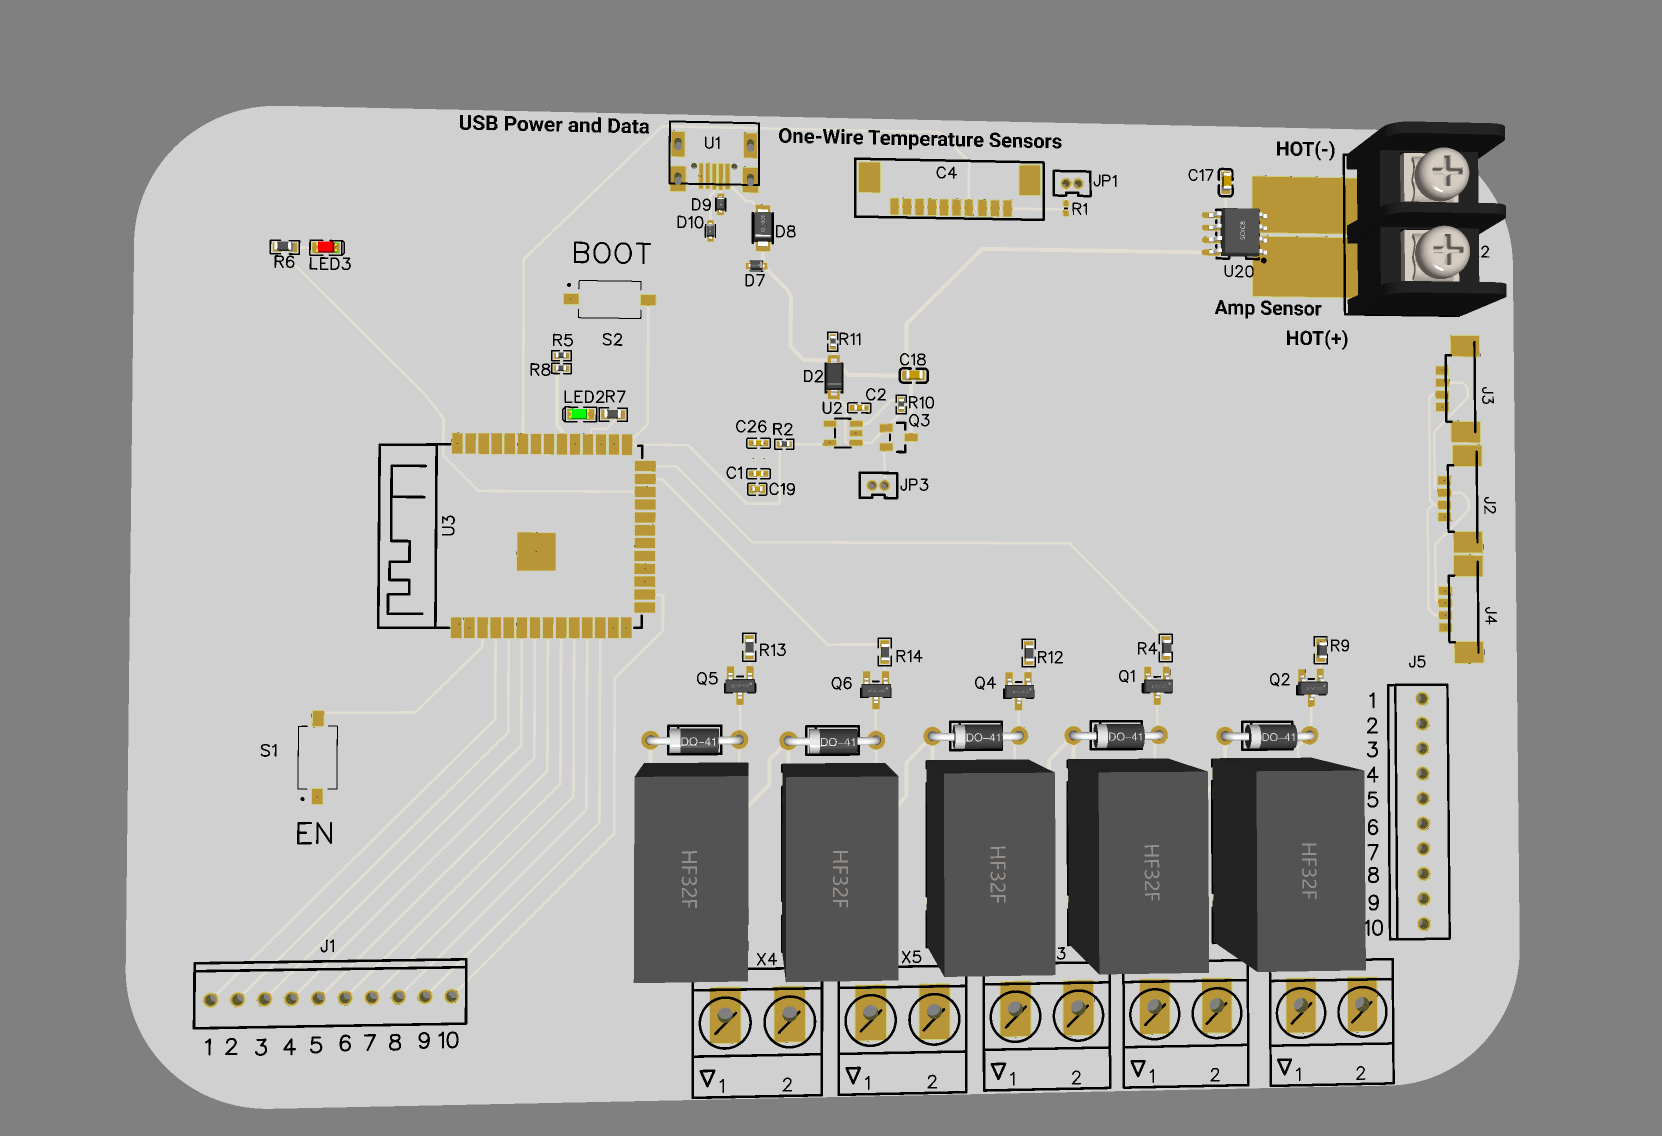 USB Power and Data
U1
One-Wire Temperature Sensors
C4
JP1
R1
HOT(-)
C17
U20
2
Amp Sensor
HOT(+)
D9
D10
D8
D7
R6
LED3
BOOT
S2
R5
R8
LED2
R7
R11
D2
C18
C2
U2
R10
Q3
C26
R2
C1
C19
JP3
U3
J3
J2
J4
R13
Q5
R14
Q6
R12
Q4
R4
Q1
R9
Q2
J5
1
2
3
4
5
6
7
8
9
10
S1
EN
DO-41
DO-41
DO-41
DO-41
DO-41
HF32F
HF32F
HF32F
HF32F
HF32F
X4
X5
3
J1
1 2 3 4 5 6 7 8 9 10
1 2
1 2
1 2
1 2
1 2